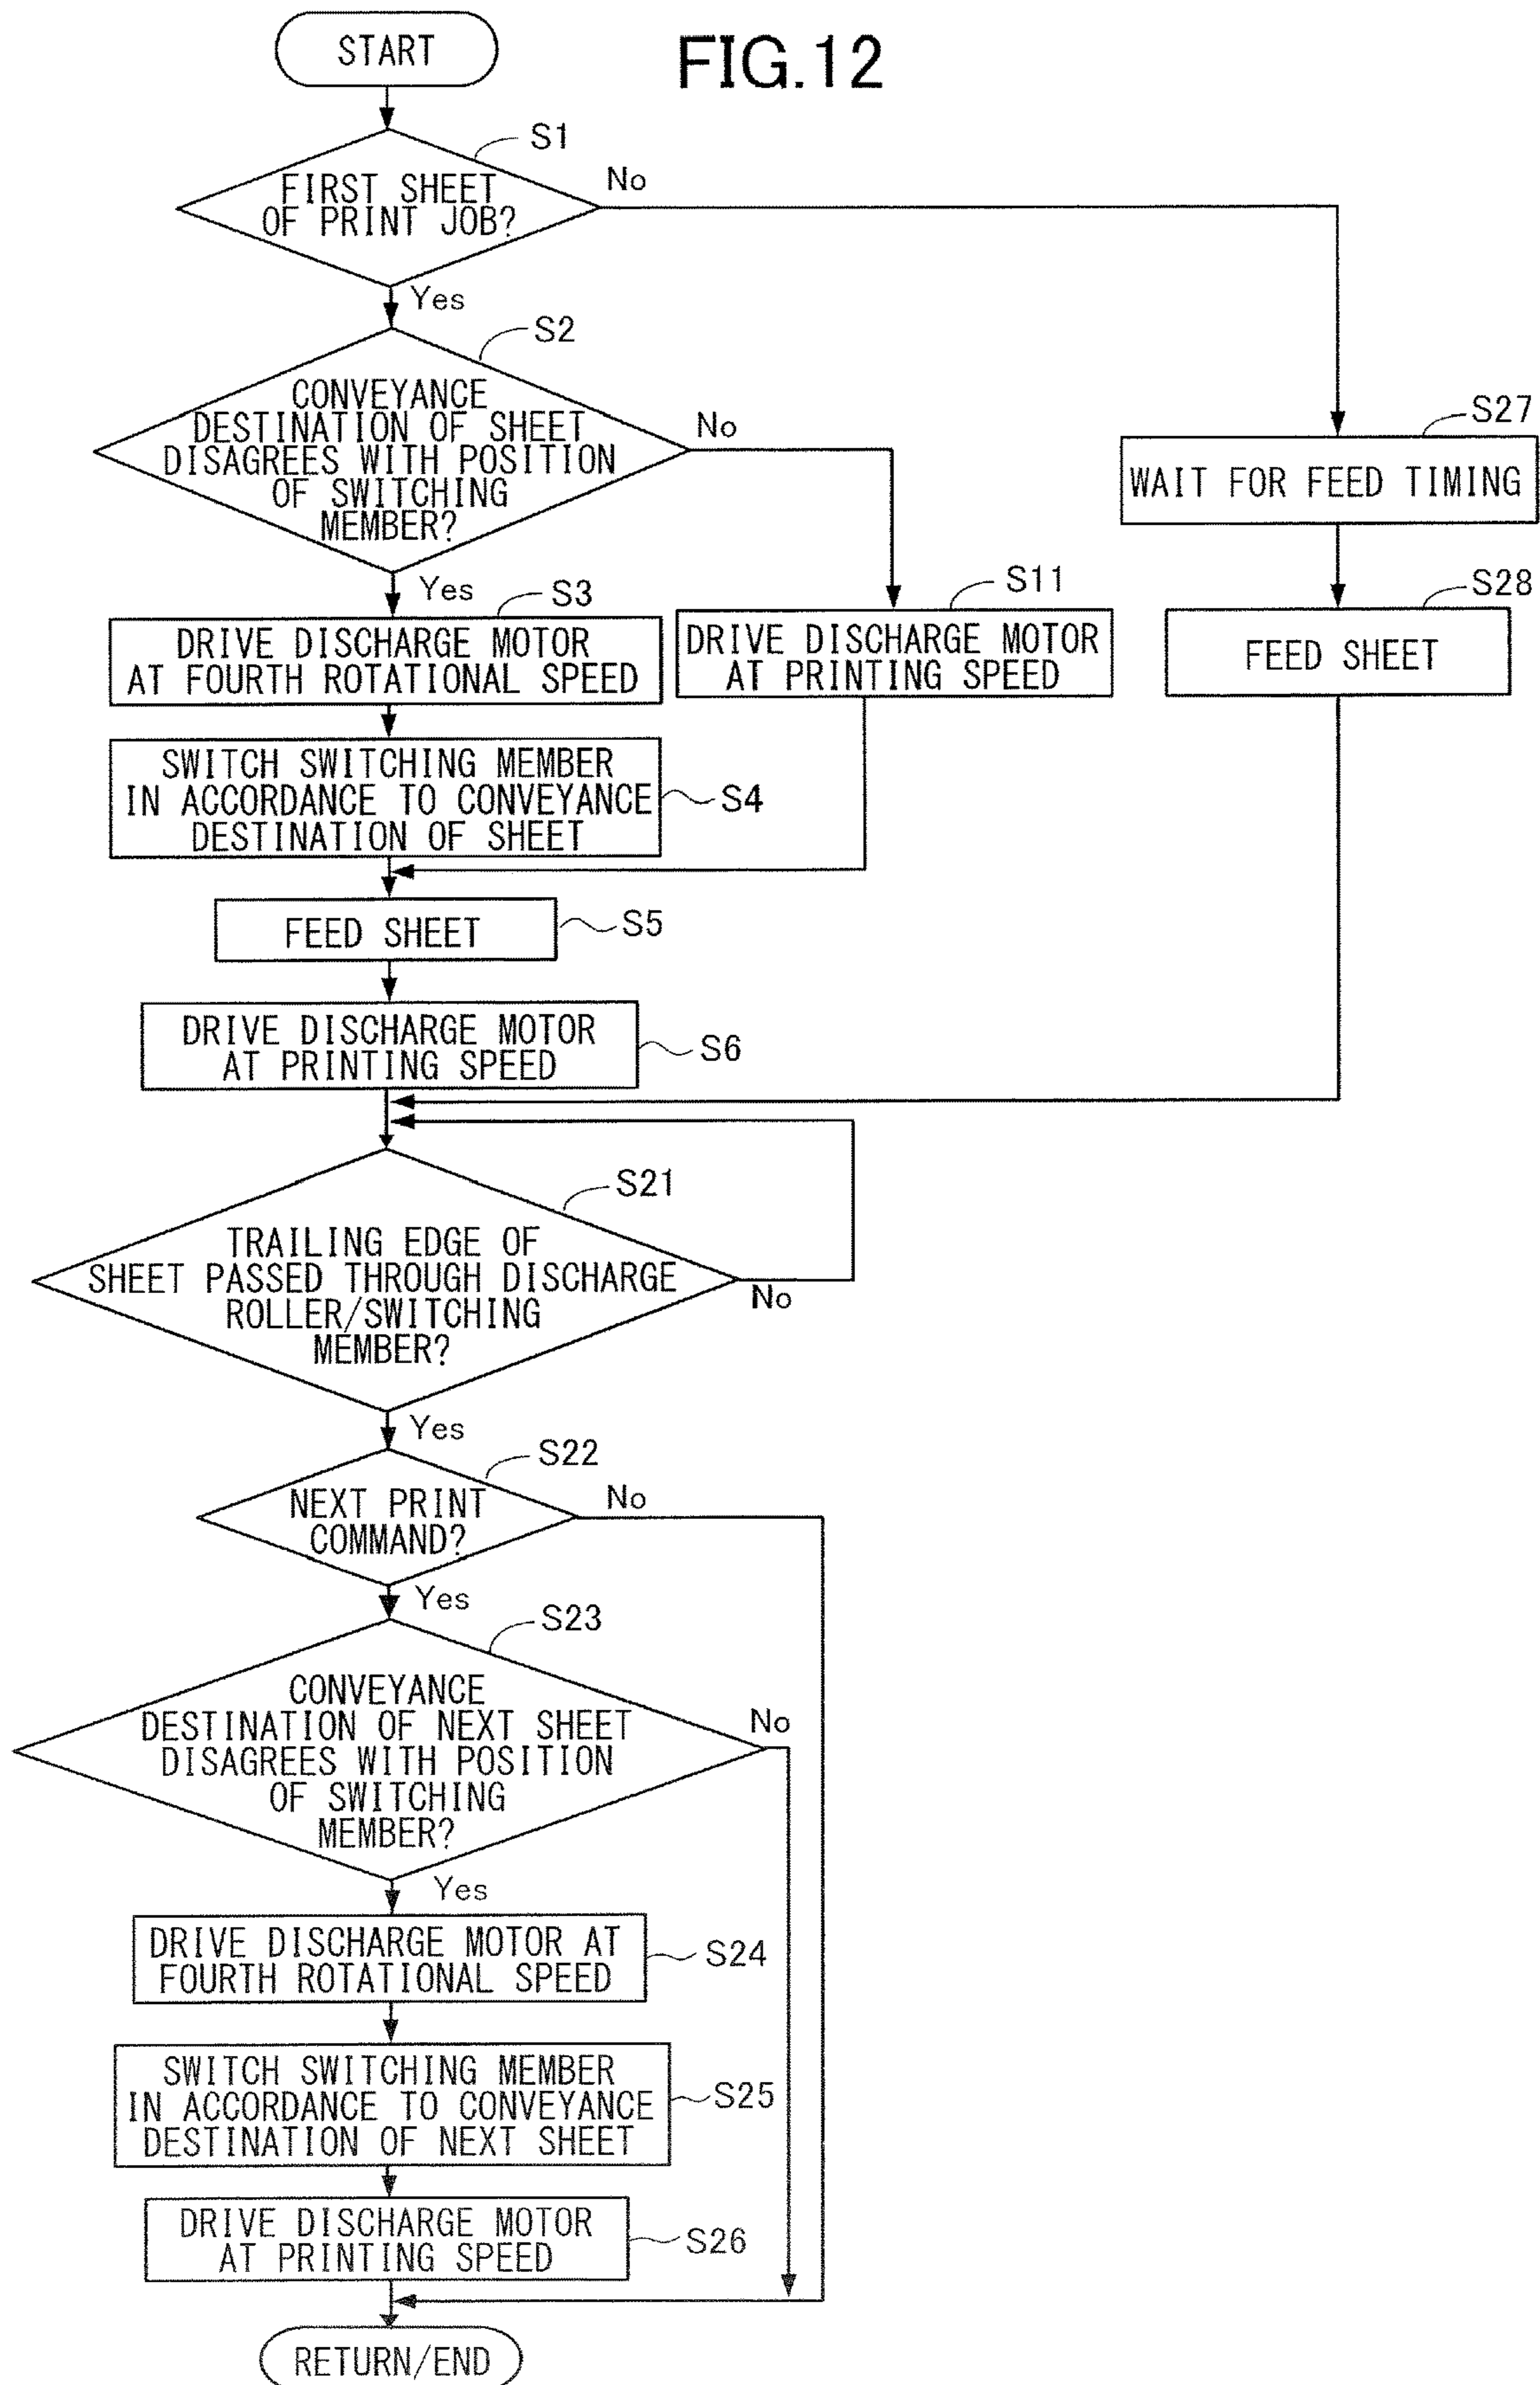 START
FIG.12
S1
FIRST SHEET
OF PRINT JOB?
No
Yes
S2
CONVEYANCE
DESTINATION OF SHEET
DISAGREES WITH POSITION
OF SWITCHING
MEMBER?
No
Yes
S27
WAIT FOR FEED TIMING
S3
DRIVE DISCHARGE MOTOR
AT FOURTH ROTATIONAL SPEED
S11
DRIVE DISCHARGE MOTOR
AT PRINTING SPEED
S28
FEED SHEET
SWITCH SWITCHING MEMBER
IN ACCORDANCE TO CONVEYANCE
DESTINATION OF SHEET
S4
FEED SHEET
S5
DRIVE DISCHARGE MOTOR
AT PRINTING SPEED
S6
S21
TRAILING EDGE OF
SHEET PASSED THROUGH DISCHARGE
ROLLER/SWITCHING
MEMBER?
No
Yes
S22
NEXT PRINT
COMMAND?
No
Yes
S23
CONVEYANCE
DESTINATION OF NEXT SHEET
DISAGREES WITH POSITION
OF SWITCHING
MEMBER?
No
Yes
DRIVE DISCHARGE MOTOR AT
FOURTH ROTATIONAL SPEED
S24
SWITCH SWITCHING MEMBER
IN ACCORDANCE TO CONVEYANCE
DESTINATION OF NEXT SHEET
S25
DRIVE DISCHARGE MOTOR
AT PRINTING SPEED
S26
RETURN/END